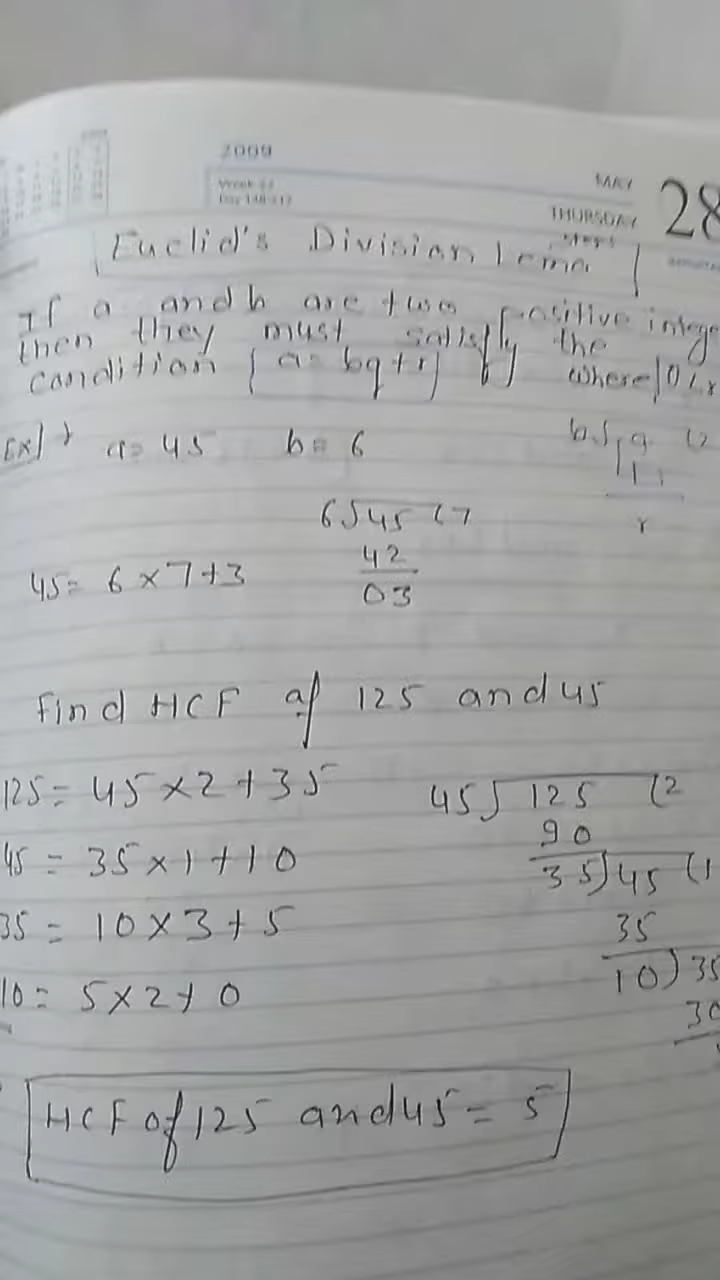 2009
MAY 28
THURSDAY
Euclid's Division Lema
If a and b are two positive intege
then they must satisfy the
condition a = bq + r where 0 ≤ r
Ex) a = 45 b = 6
6)45(7
42
45 = 6 × 7 + 3
03
r
Find HCF of 125 and 45
125 = 45 × 2 + 35
45)125(2
90
45 = 35 × 1 + 10
35)45(1
35 = 10 × 3 + 5
35
10)35
10 = 5 × 2 + 0
30
HCF of 125 and 45 = 5